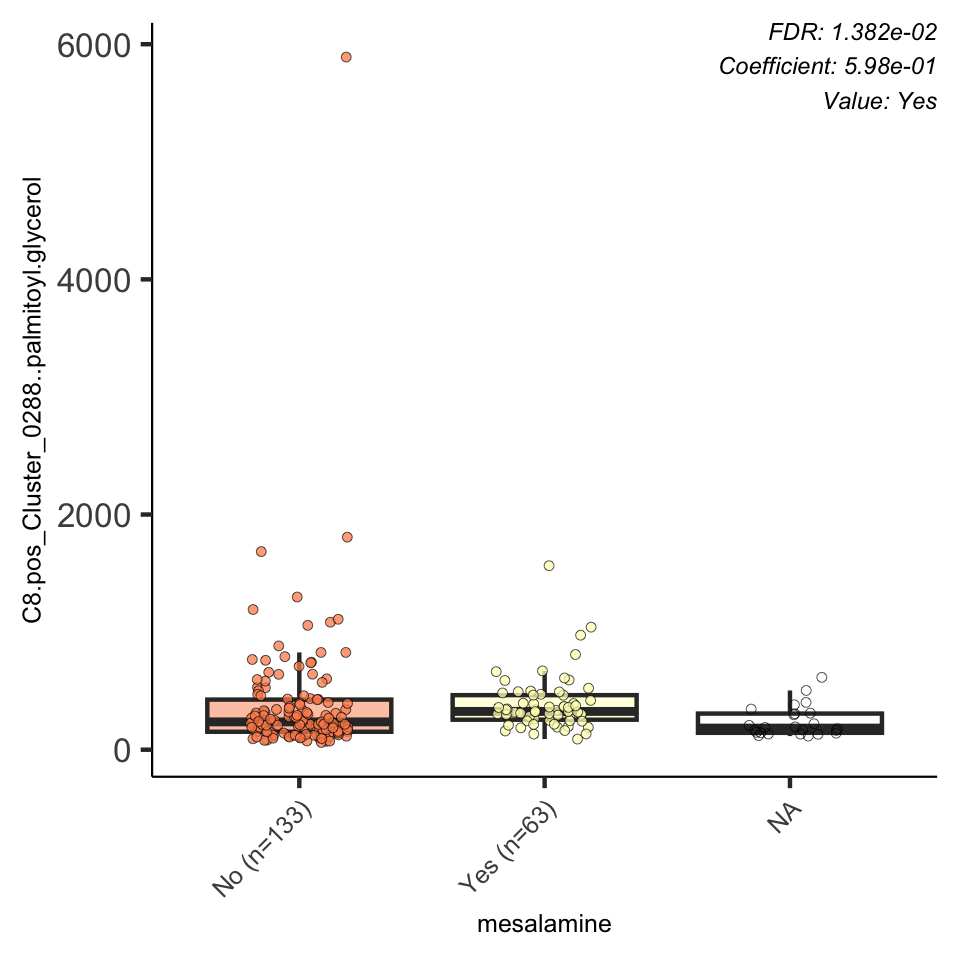 FDR: 1.382e-02
Coefficient: 5.98e-01
Value: Yes
C8.pos_Cluster_0288..palmitoyl.glycerol
6000
4000
2000
0
No (n=133)
Yes (n=63)
NA
mesalamine